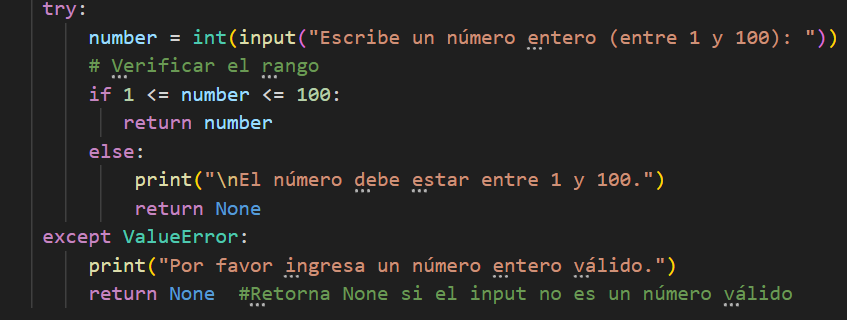 try:
number = int(input("Escribe un número entero (entre 1 y 100): "))
# Verificar el rango
if 1 <= number <= 100:
return number
else:
print("\nEl número debe estar entre 1 y 100.")
return None
except ValueError:
print("Por favor ingresa un número entero válido.")
return None  #Retorna None si el input no es un número válido